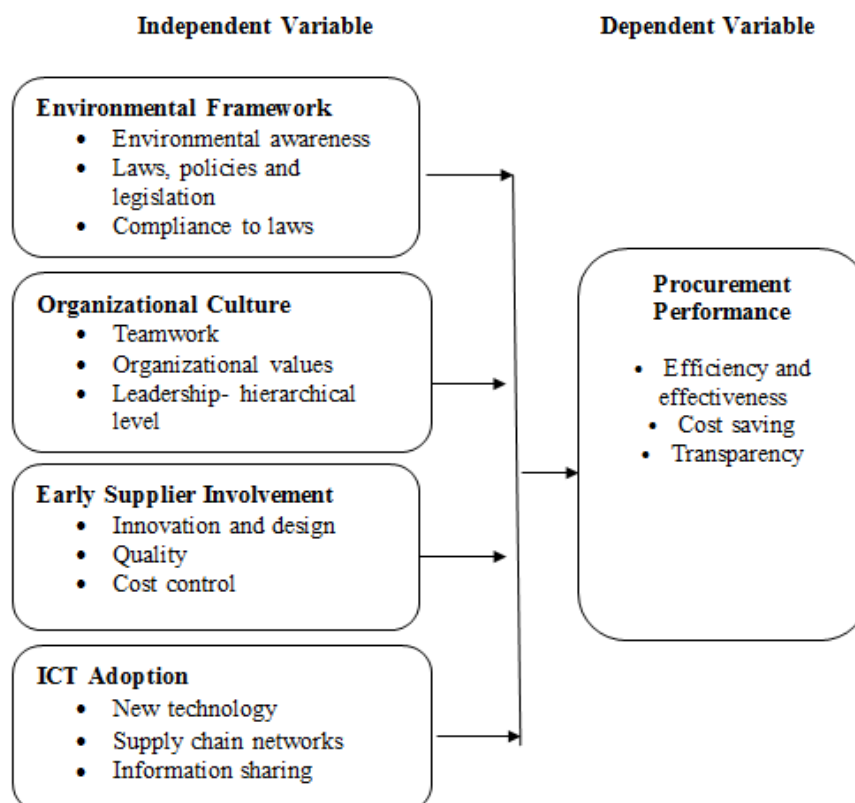 Independent Variable
Dependent Variable
Environmental Framework
• Environmental awareness
• Laws, policies and
legislation
• Compliance to laws
Organizational Culture
• Teamwork
• Organizational values
• Leadership- hierarchical
level
Early Supplier Involvement
• Innovation and design
• Quality
• Cost control
ICT Adoption
• New technology
• Supply chain networks
• Information sharing
Procurement
Performance
• Efficiency and
effectiveness
• Cost saving
• Transparency